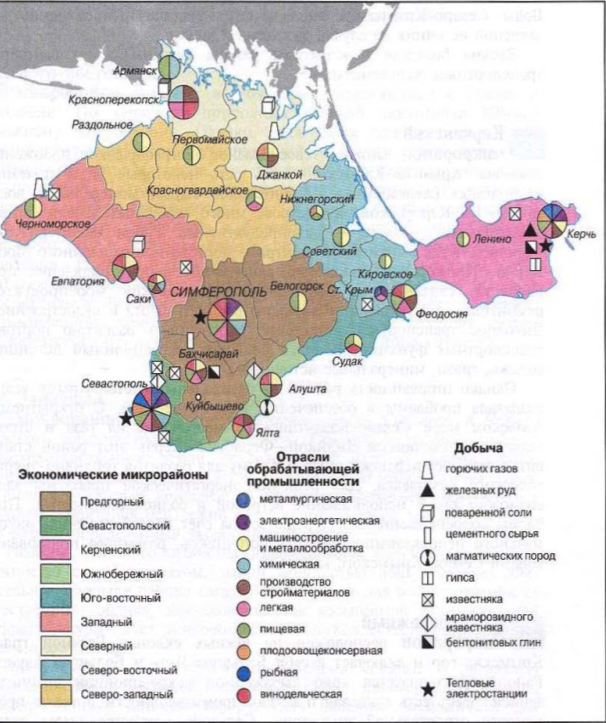 Армянск
Красноперекопск
Раздольное
Первомайское
Джанкой
Красногвардейское
Нижнегорский
Черноморское
Советский
Ленино
Керчь
Кировское
Евпатория
Саки
СИМФЕРОПОЛЬ
Белогорск
Ст. Крым
Феодосия
Бахчисарай
Судак
Севастополь
Куйбышево
Алушта
Ялта
Экономические микрорайоны
Предгорный
Севастопольский
Керченский
Южнобережный
Юго-восточный
Западный
Северный
Северо-восточный
Северо-западный
Отрасли
обрабатывающей
промышленности
металлургическая
электроэнергетическая
машиностроение
и металлообработка
химическая
производство
стройматериалов
легкая
пищевая
плодоовощеконсервная
рыбная
винодельческая
Добыча
горючих газов
железных руд
поваренной соли
цементного сырья
магматических пород
гипса
известняка
мраморовидного
известняка
бентонитовых глин
Тепловые
электростанции